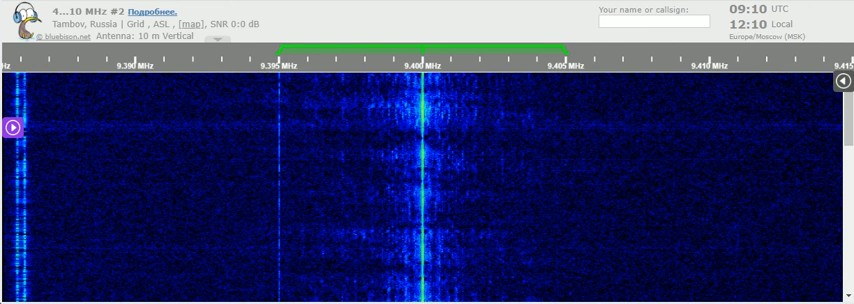 4...10 MHz #2 Подробнее.
Tambov, Russia | Grid , ASL , [map], SNR 0:0 dB
© bluebison.net Antenna: 10 m Vertical
Your name or callsign:
09:10 UTC
12:10 Local
Europe/Moscow (MSK)
Hz 9.390 MHz 9.395 MHz 9.400 MHz 9.405 MHz 9.410 MHz 9.415